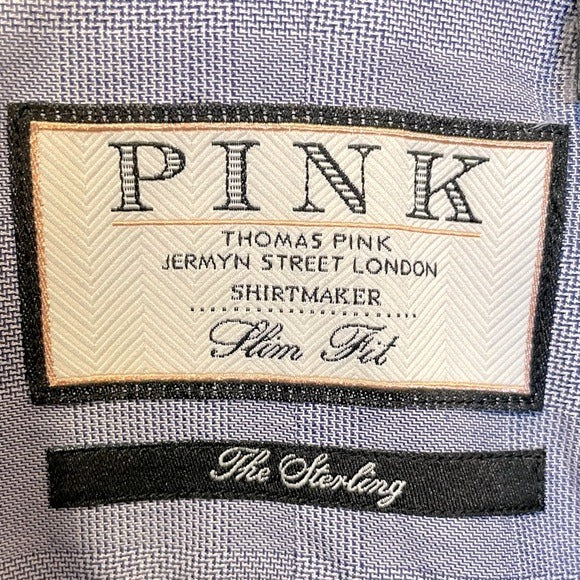 PINK
THOMAS PINK
JERMYN STREET LONDON
SHIRTMAKER
Slim Fit
The Sterling